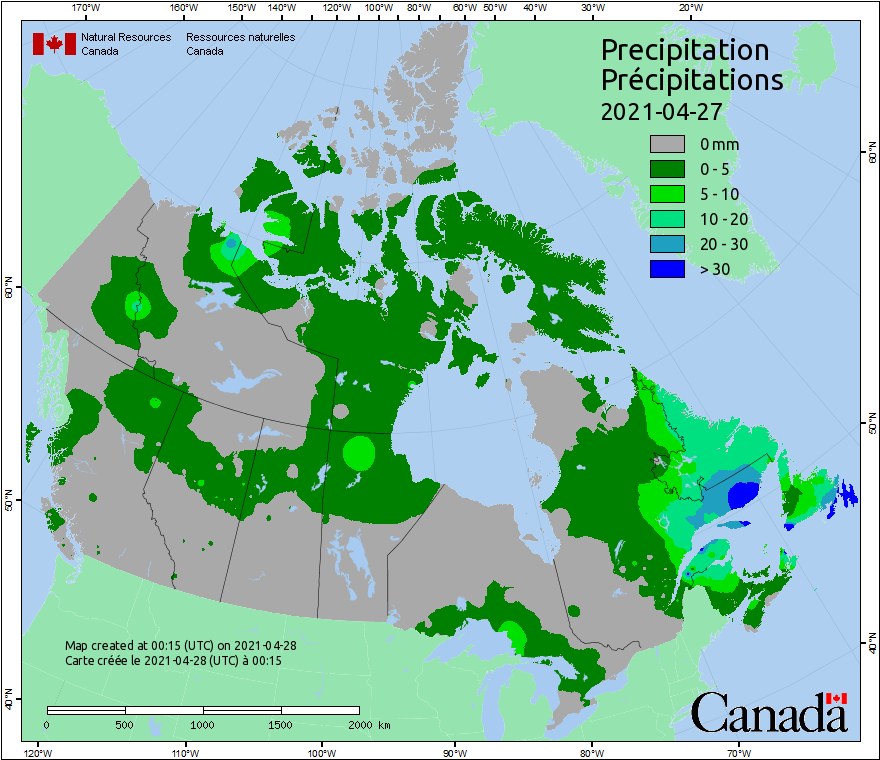 170°W 160°W 150°W 140°W 120°W 100°W 80°W 60°W 50°W 40°W 30°W 20°W
Natural Resources Ressources naturelles
Canada Canada
Precipitation
Précipitations
2021-04-27
0 mm
0 - 5
5 - 10
10 - 20
20 - 30
> 30
60°N
60°N
50°N
50°N
40°N
40°N
Map created at 00:15 (UTC) on 2021-04-28
Carte créée le 2021-04-28 (UTC) à 00:15
0 500 1000 1500 2000 km
Canada
120°W 110°W 100°W 90°W 80°W 70°W